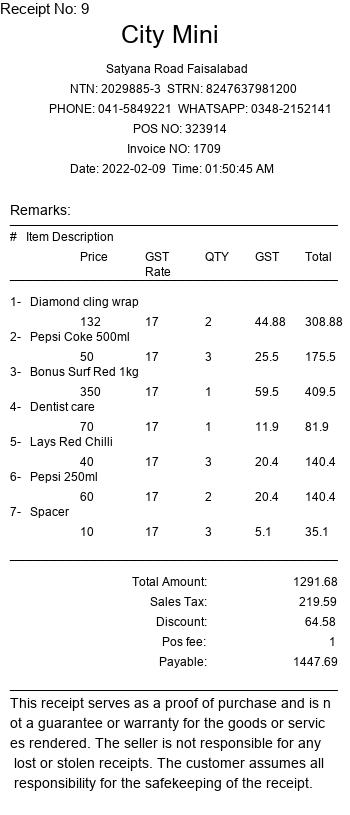 Receipt No: 9
City Mini
Satyana Road Faisalabad
NTN: 2029885-3 STRN: 8247637981200
PHONE: 041-5849221 WHATSAPP: 0348-2152141
POS NO: 323914
Invoice NO: 1709
Date: 2022-02-09 Time: 01:50:45 AM
Remarks:
# Item Description
Price GST Rate QTY GST Total
1- Diamond cling wrap
132 17 2 44.88 308.88
2- Pepsi Coke 500ml
50 17 3 25.5 175.5
3- Bonus Surf Red 1kg
350 17 1 59.5 409.5
4- Dentist care
70 17 1 11.9 81.9
5- Lays Red Chilli
40 17 3 20.4 140.4
6- Pepsi 250ml
60 17 2 20.4 140.4
7- Spacer
10 17 3 5.1 35.1
Total Amount: 1291.68
Sales Tax: 219.59
Discount: 64.58
Pos fee: 1
Payable: 1447.69
This receipt serves as a proof of purchase and is n
ot a guarantee or warranty for the goods or servic
es rendered. The seller is not responsible for any
lost or stolen receipts. The customer assumes all
responsibility for the safekeeping of the receipt.